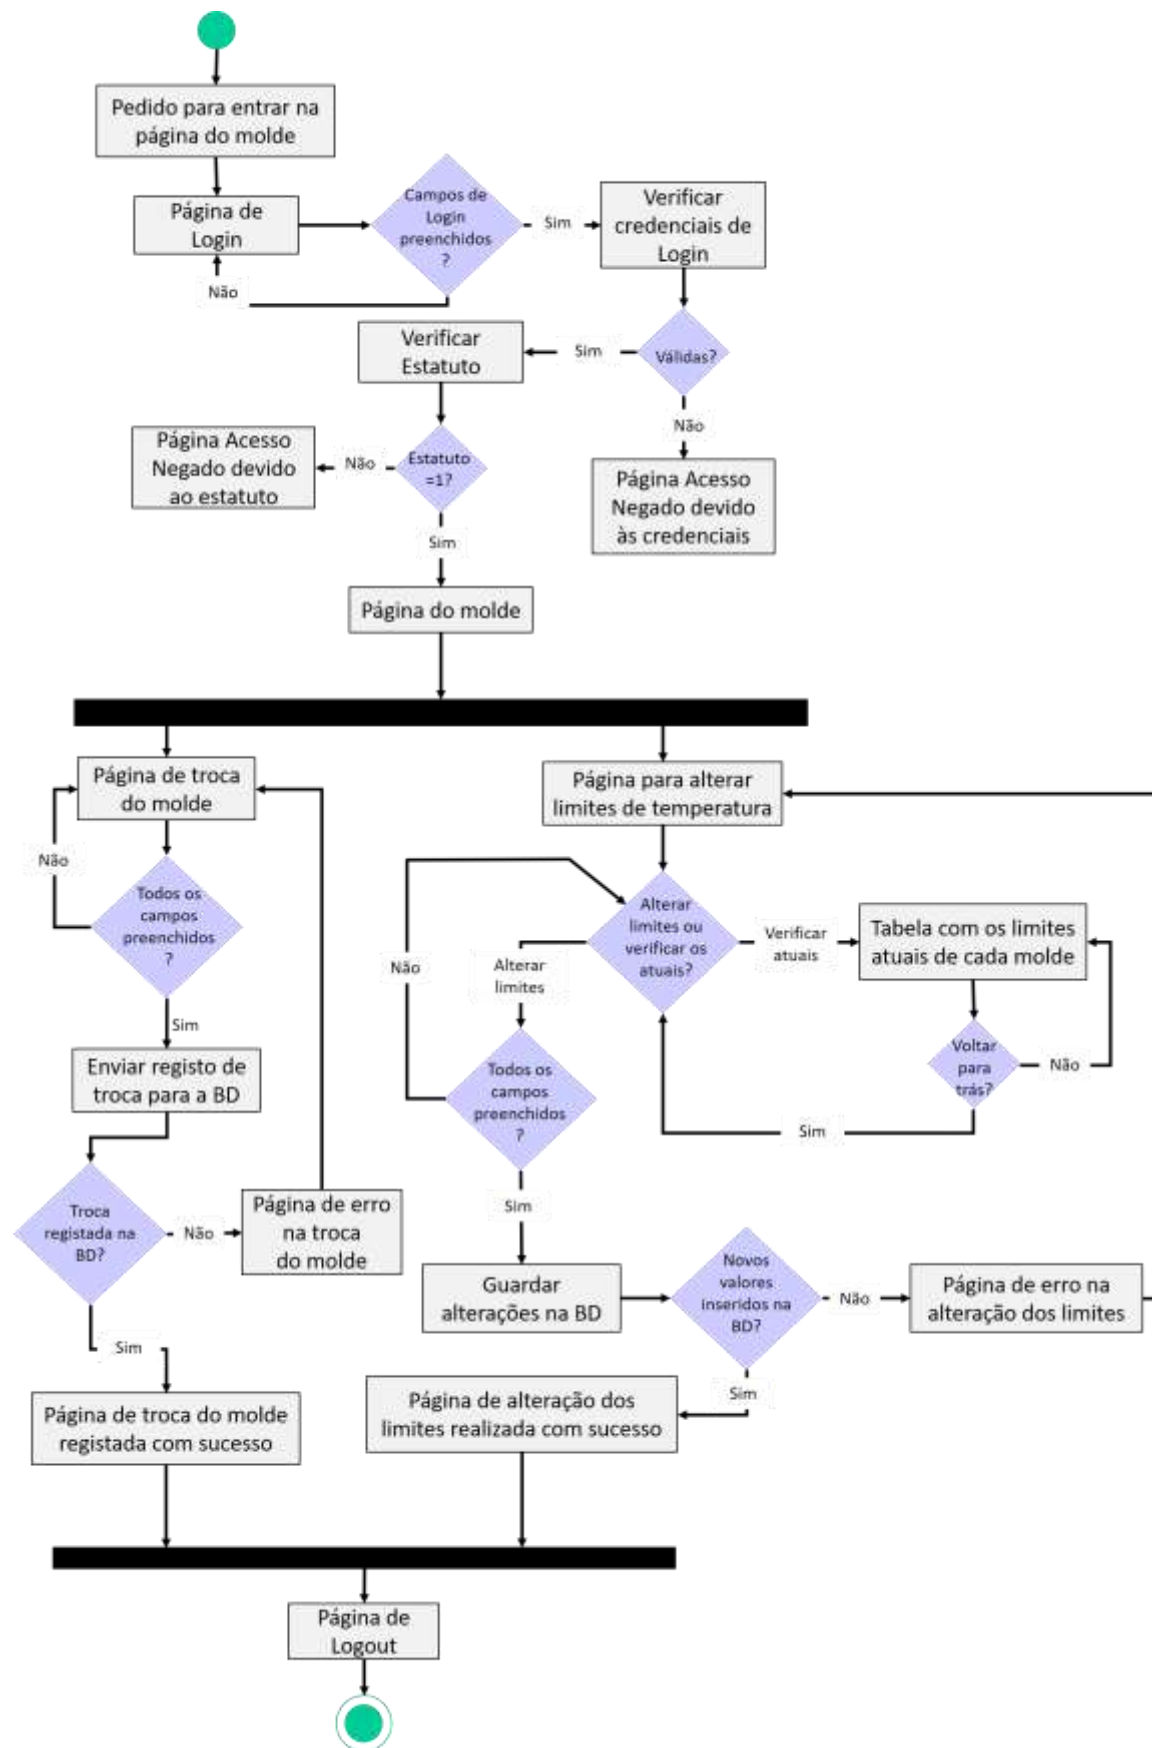 Pedido para entrar na
página do molde
Página de
Login
Campos de
Login
preenchidos
?
Sim
Verificar
credenciais de
Login
Não
Verificar
Estatuto
Sim
Válidas?
Não
Página Acesso
Negado devido
ao estatuto
Não
Estatuto
=1?
Página Acesso
Negado devido
às credenciais
Sim
Página do molde
Página de troca
do molde
Não
Todos os
campos
preenchidos
?
Sim
Enviar registo de
troca para a BD
Troca
registada na
BD?
Não
Página de erro
na troca
do molde
Sim
Página de troca do molde
registada com sucesso
Página para alterar
limites de temperatura
Alterar
limites ou
verificar os
atuais?
Verificar
atuais
Tabela com os limites
atuais de cada molde
Voltar
para
trás?
Não
Sim
Alterar
limites
Não
Todos os
campos
preenchidos
?
Sim
Guardar
alterações na BD
Novos
valores
inseridos na
BD?
Não
Página de erro na
alteração dos limites
Sim
Página de alteração dos
limites realizada com sucesso
Página de
Logout